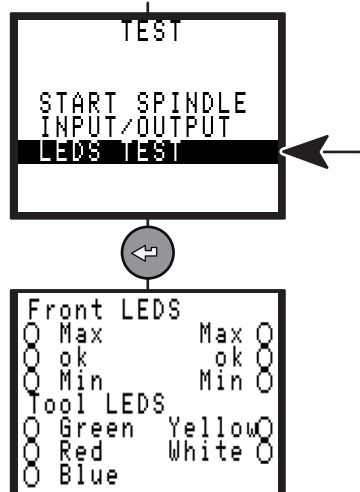 TEST
START SPINDLE
INPUT/OUTPUT
LEDS TEST
Front LEDS
Max Max
ok ok
Min Min
Tool LEDS
Green Yellow
Red White
Blue